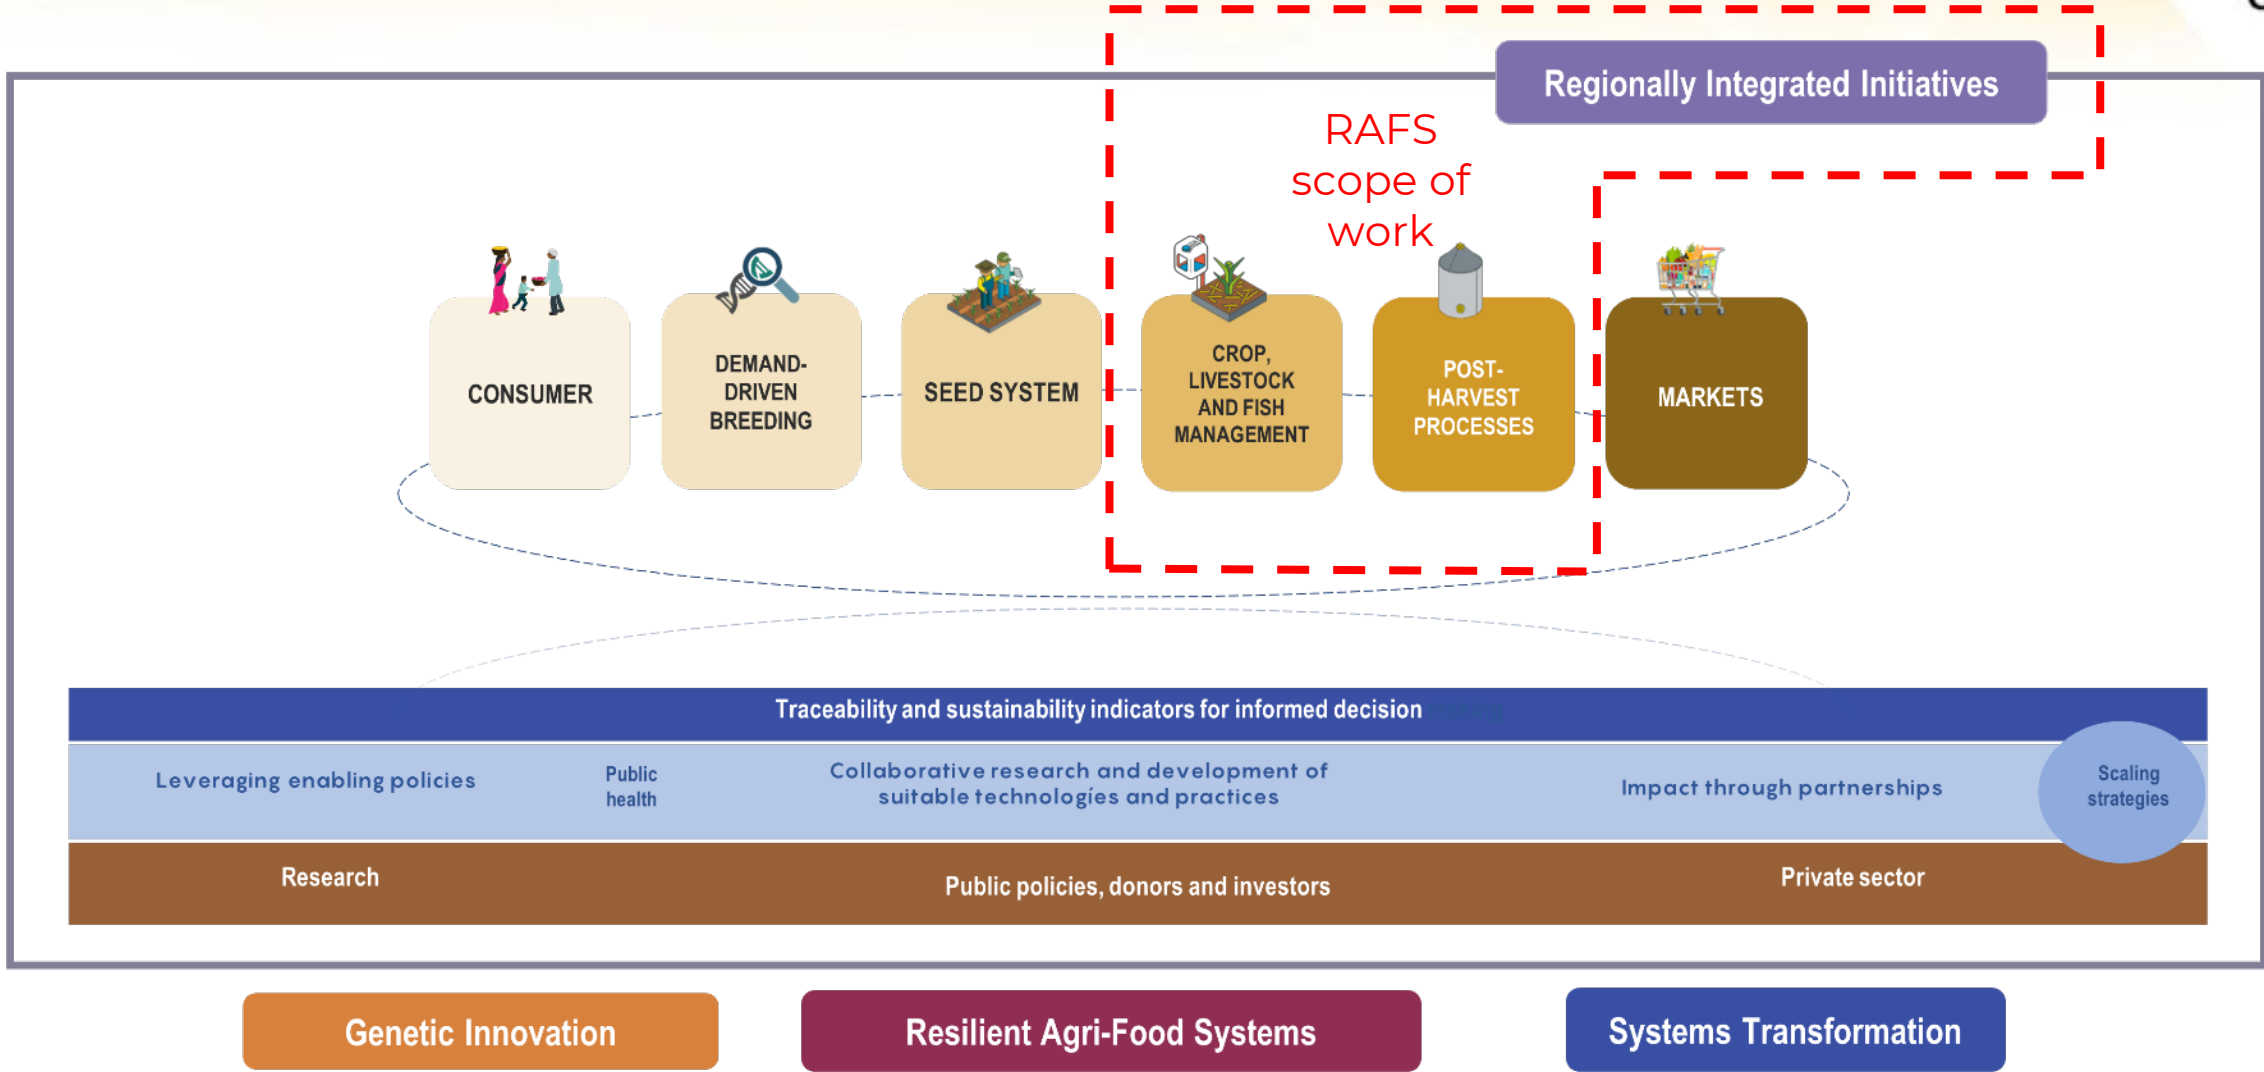 Regionally Integrated Initiatives
RAFS
scope of
work
CONSUMER
DEMAND-
DRIVEN
BREEDING
SEED SYSTEM
CROP,
LIVESTOCK
AND FISH
MANAGEMENT
POST-
HARVEST
PROCESSES
MARKETS
Traceability and sustainability indicators for informed decision
Leveraging enabling policies
Public
health
Collaborative research and development of
suitable technologies and practices
Impact through partnerships
Scaling
strategies
Research
Public policies, donors and investors
Private sector
Genetic Innovation
Resilient Agri-Food Systems
Systems Transformation